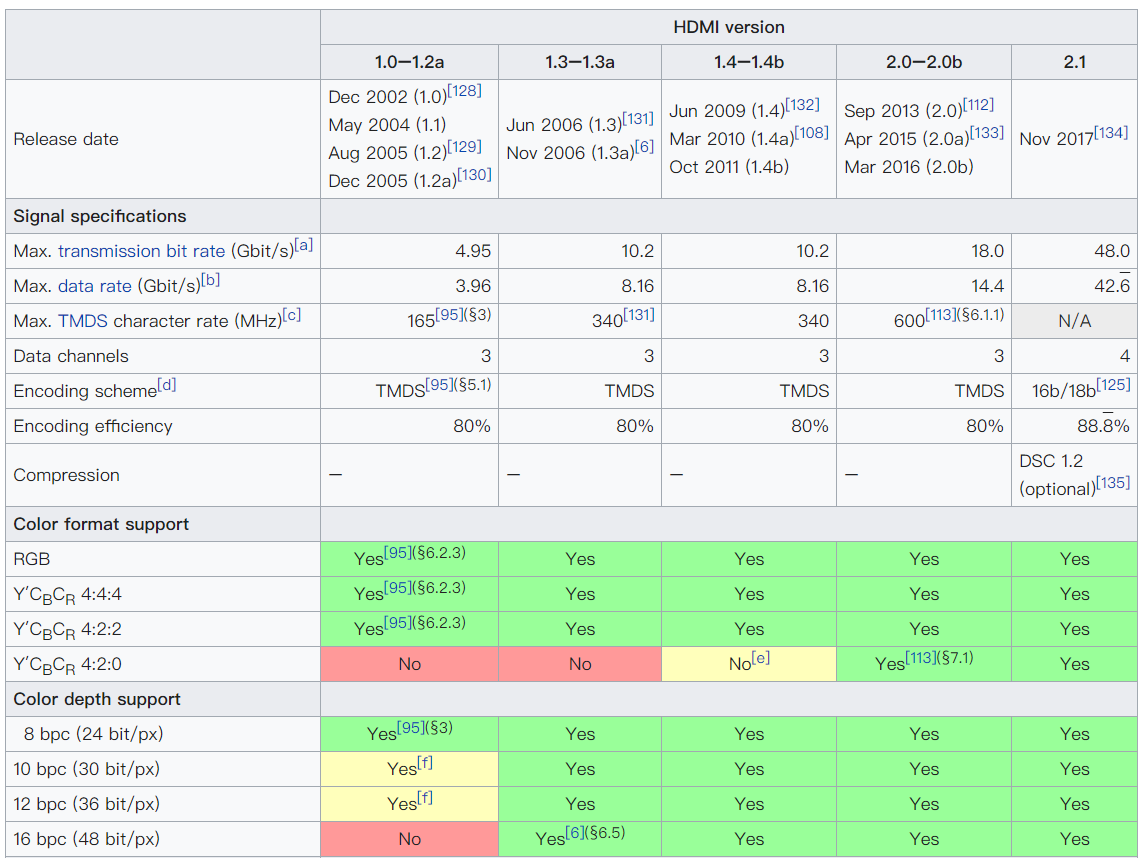 HDMI version
1.0–1.2a 1.3–1.3a 1.4–1.4b 2.0–2.0b 2.1
Release date
Dec 2002 (1.0)[128]
May 2004 (1.1)
Aug 2005 (1.2)[129]
Dec 2005 (1.2a)[130]
Jun 2006 (1.3)[131]
Nov 2006 (1.3a)[6]
Jun 2009 (1.4)[132]
Mar 2010 (1.4a)[108]
Oct 2011 (1.4b)
Sep 2013 (2.0)[112]
Apr 2015 (2.0a)[133]
Mar 2016 (2.0b)
Nov 2017[134]
Signal specifications
Max. transmission bit rate (Gbit/s)[a] 4.95 10.2 10.2 18.0 48.0
Max. data rate (Gbit/s)[b] 3.96 8.16 8.16 14.4 42.6̅
Max. TMDS character rate (MHz)[c] 165[95](§3) 340[131] 340 600[113](§6.1.1) N/A
Data channels 3 3 3 3 4
Encoding scheme[d] TMDS[95](§5.1) TMDS TMDS TMDS 16b/18b[125]
Encoding efficiency 80% 80% 80% 80% 88.8̅%
Compression — — — — DSC 1.2
(optional)[135]
Color format support
RGB Yes[95](§6.2.3) Yes Yes Yes Yes
Y′CBCR 4:4:4 Yes[95](§6.2.3) Yes Yes Yes Yes
Y′CBCR 4:2:2 Yes[95](§6.2.3) Yes Yes Yes Yes
Y′CBCR 4:2:0 No No No[e] Yes[113](§7.1) Yes
Color depth support
8 bpc (24 bit/px) Yes[95](§3) Yes Yes Yes Yes
10 bpc (30 bit/px) Yes[f] Yes Yes Yes Yes
12 bpc (36 bit/px) Yes[f] Yes Yes Yes Yes
16 bpc (48 bit/px) No Yes[6](§6.5) Yes Yes Yes